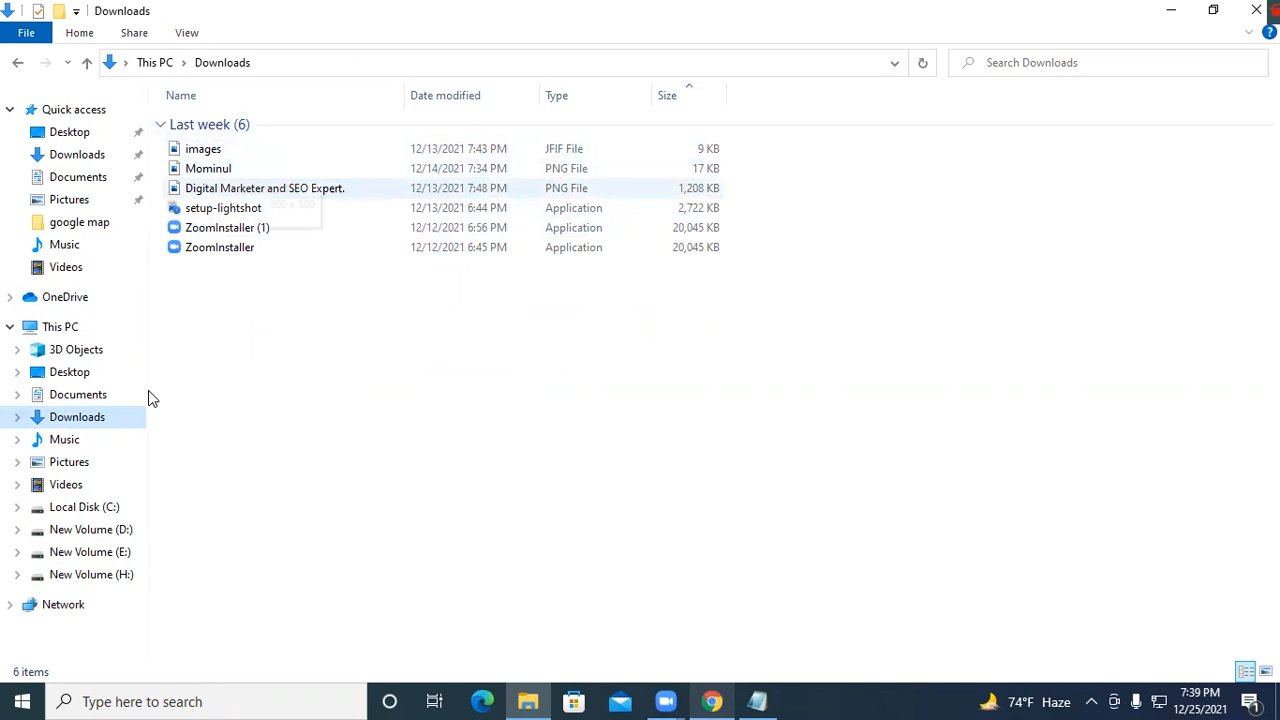 Downloads
File Home Share View
This PC Downloads Search Downloads
Name Date modified Type Size
Quick access
Desktop
Downloads
Documents
Pictures
google map
Music
Videos
OneDrive
This PC
3D Objects
Desktop
Documents
Downloads
Music
Pictures
Videos
Local Disk (C:)
New Volume (D:)
New Volume (E:)
New Volume (H:)
Network
Last week (6)
images 12/13/2021 7:43 PM JFIF File 9 KB
Mominul 12/14/2021 7:34 PM PNG File 17 KB
Digital Marketer and SEO Expert. 12/13/2021 7:48 PM PNG File 1,208 KB
300 x 300
setup-lightshot 12/13/2021 6:44 PM Application 2,722 KB
ZoomInstaller (1) 12/12/2021 6:56 PM Application 20,045 KB
ZoomInstaller 12/12/2021 6:45 PM Application 20,045 KB
6 items
Type here to search
74°F Haze
7:39 PM
12/25/2021
1